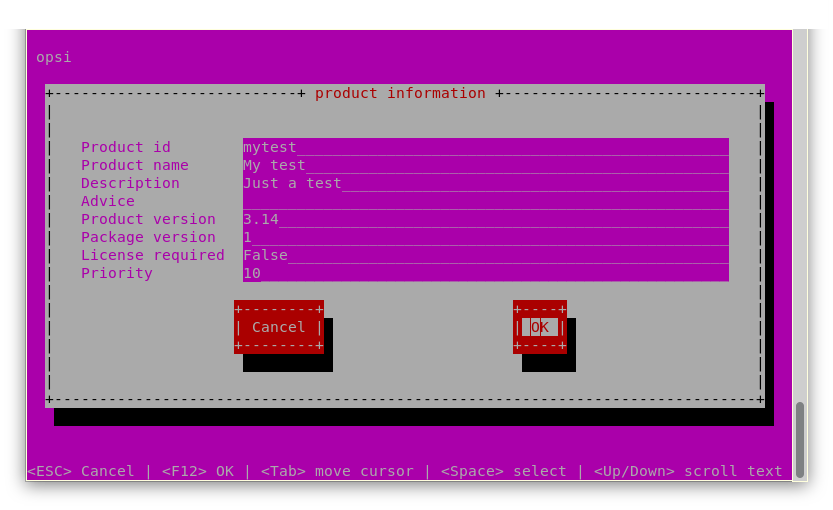 opsi
product information
Product id mytest
Product name My test
Description Just a test
Advice
Product version 3.14
Package version 1
License required False
Priority 10
Cancel OK
<ESC> Cancel | <F12> OK | <Tab> move cursor | <Space> select | <Up/Down> scroll text